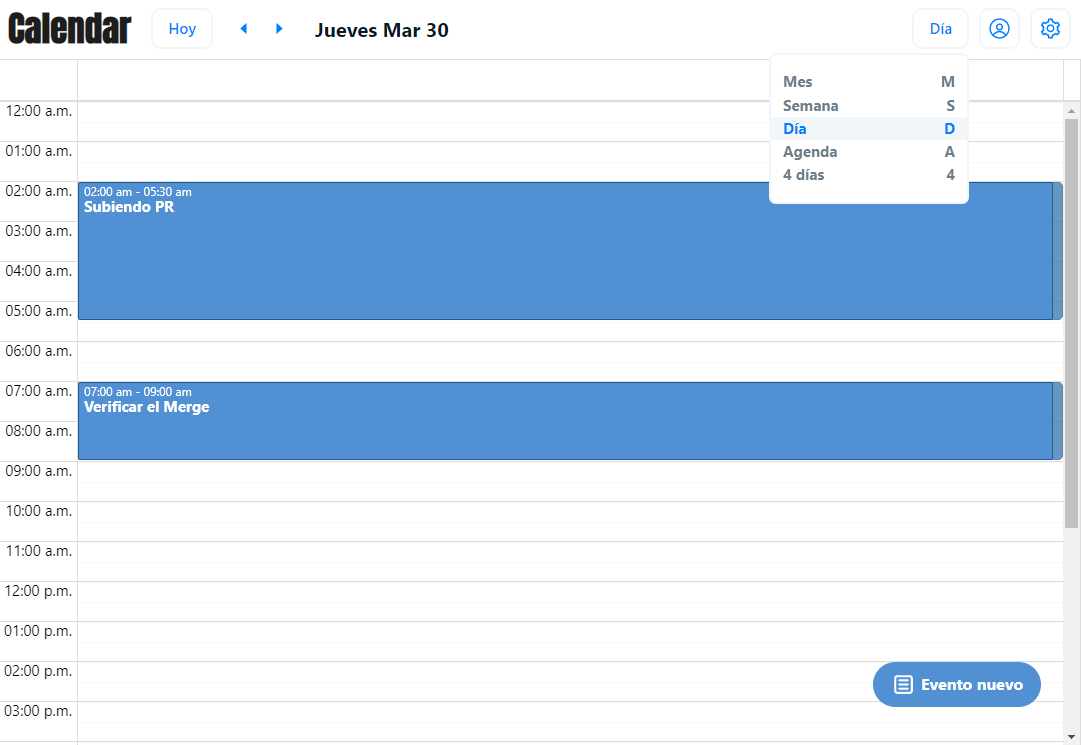 Calendar
Hoy
Jueves Mar 30
Día
Mes M
Semana S
Día D
Agenda A
4 días 4
12:00 a.m.
01:00 a.m.
02:00 a.m.
02:00 am - 05:30 am
Subiendo PR
03:00 a.m.
04:00 a.m.
05:00 a.m.
06:00 a.m.
07:00 a.m.
07:00 am - 09:00 am
Verificar el Merge
08:00 a.m.
09:00 a.m.
10:00 a.m.
11:00 a.m.
12:00 p.m.
01:00 p.m.
02:00 p.m.
Evento nuevo
03:00 p.m.